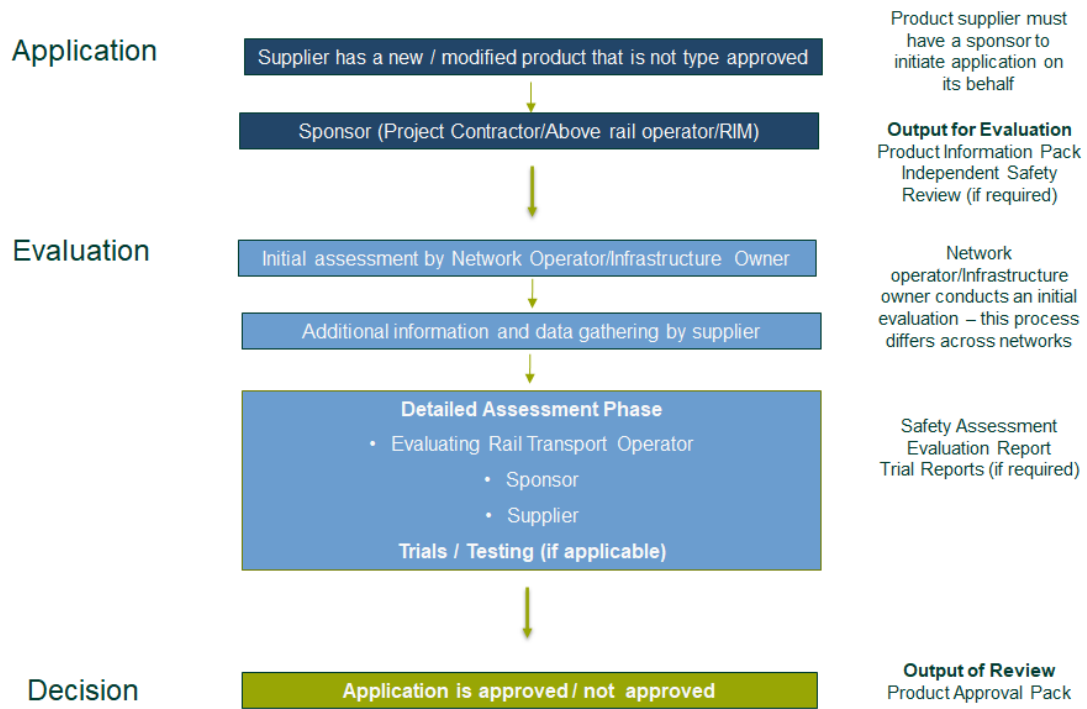 Application
Supplier has a new / modified product that is not type approved
Product supplier must
have a sponsor to
initiate application on
its behalf
Sponsor (Project Contractor/Above rail operator/RIM)
Output for Evaluation
Product Information Pack
Independent Safety
Review (if required)
Evaluation
Initial assessment by Network Operator/Infrastructure Owner
Network
operator/Infrastructure
owner conducts an initial
evaluation – this process
differs across networks
Additional information and data gathering by supplier
Detailed Assessment Phase
• Evaluating Rail Transport Operator
• Sponsor
• Supplier
Trials / Testing (if applicable)
Safety Assessment
Evaluation Report
Trial Reports (if required)
Decision
Application is approved / not approved
Output of Review
Product Approval Pack